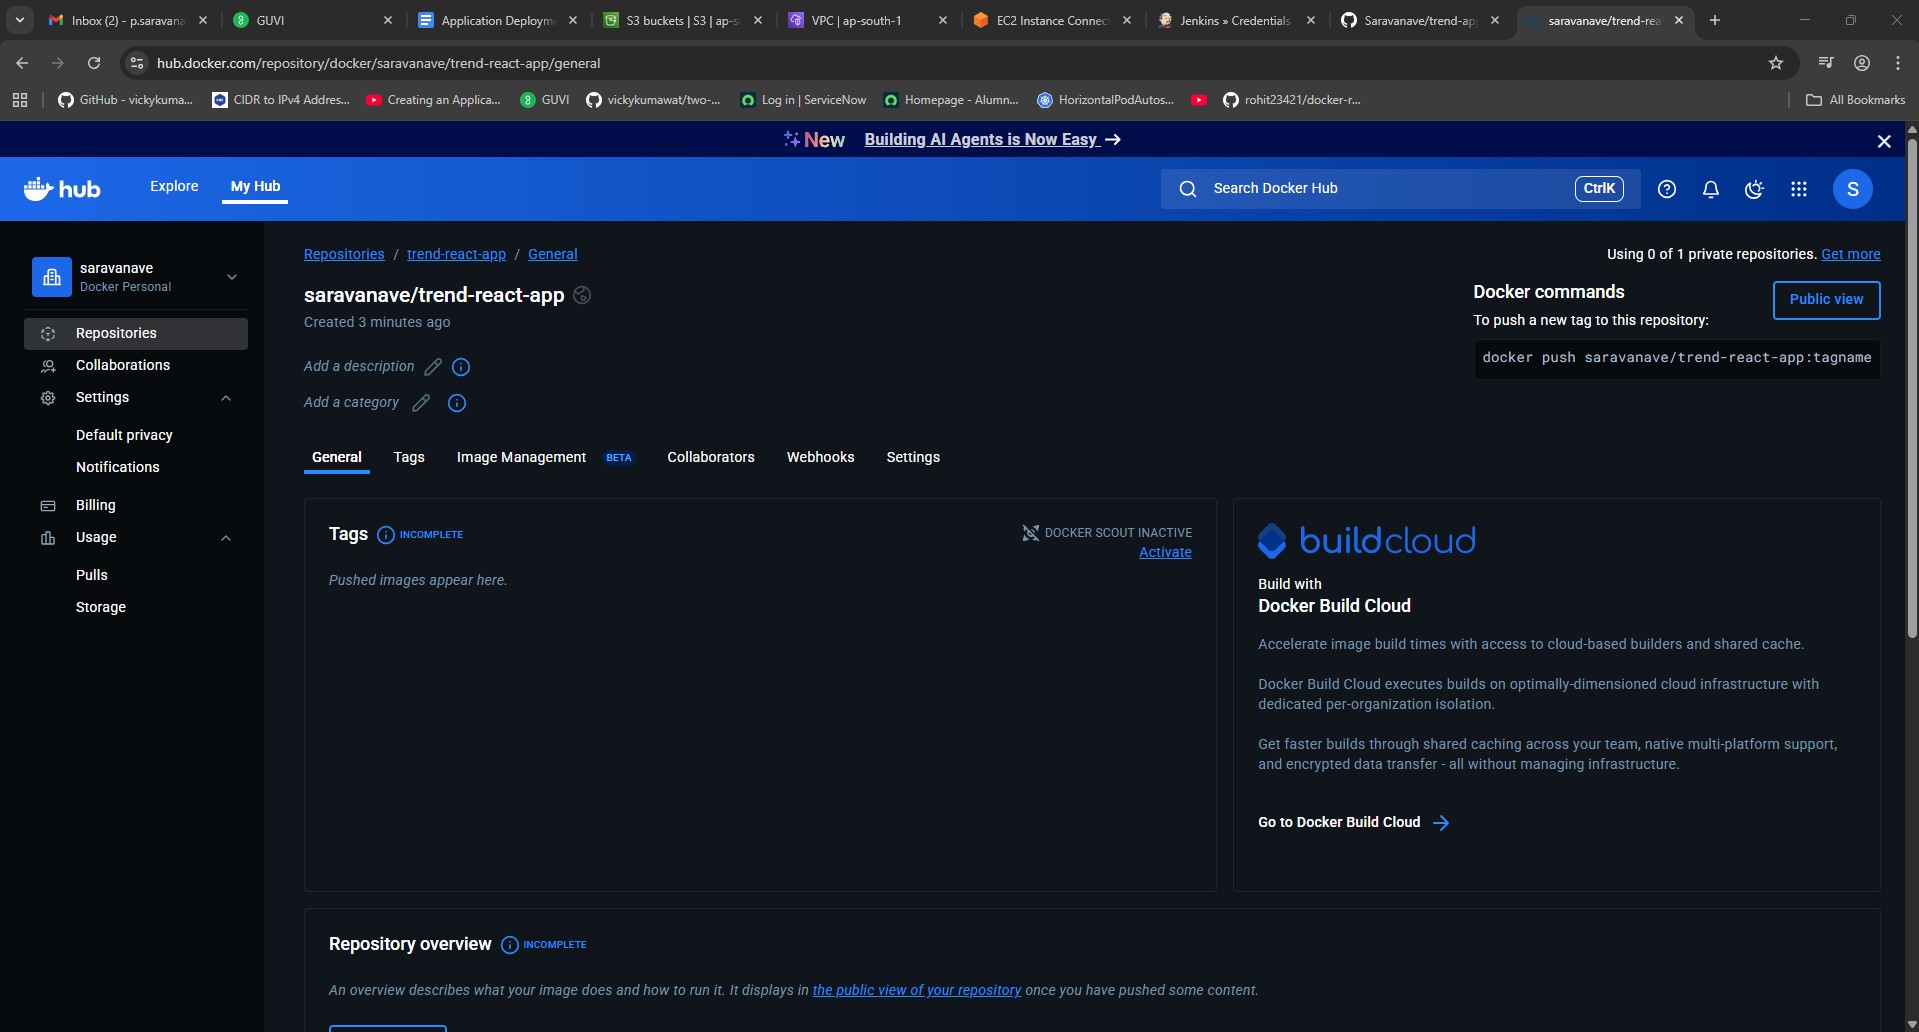 Inbox (2) - p.saravana
GUVI
Application Deploym
S3 buckets | S3 | ap-s
VPC | ap-south-1
EC2 Instance Connec
Jenkins » Credentials
Saravanave/trend-ap
saravanave/trend-rea
hub.docker.com/repository/docker/saravanave/trend-react-app/general
GitHub - vickykuma...
CIDR to IPv4 Addres...
Creating an Applica...
GUVI
vickykumawat/two-...
Log in | ServiceNow
Homepage - Alumn...
HorizontalPodAutos...
rohit23421/docker-r...
All Bookmarks
New Building AI Agents is Now Easy →
hub
Explore
My Hub
Search Docker Hub
CtrlK
S
saravanave
Docker Personal
Repositories
Collaborations
Settings
Default privacy
Notifications
Billing
Usage
Pulls
Storage
Repositories / trend-react-app / General
Using 0 of 1 private repositories. Get more
saravanave/trend-react-app
Created 3 minutes ago
Add a description
Add a category
Docker commands
Public view
To push a new tag to this repository:
docker push saravanave/trend-react-app:tagname
General
Tags
Image Management BETA
Collaborators
Webhooks
Settings
Tags INCOMPLETE
DOCKER SCOUT INACTIVE
Activate
Pushed images appear here.
buildcloud
Build with
Docker Build Cloud
Accelerate image build times with access to cloud-based builders and shared cache.
Docker Build Cloud executes builds on optimally-dimensioned cloud infrastructure with
dedicated per-organization isolation.
Get faster builds through shared caching across your team, native multi-platform support,
and encrypted data transfer - all without managing infrastructure.
Go to Docker Build Cloud
Repository overview INCOMPLETE
An overview describes what your image does and how to run it. It displays in the public view of your repository once you have pushed some content.